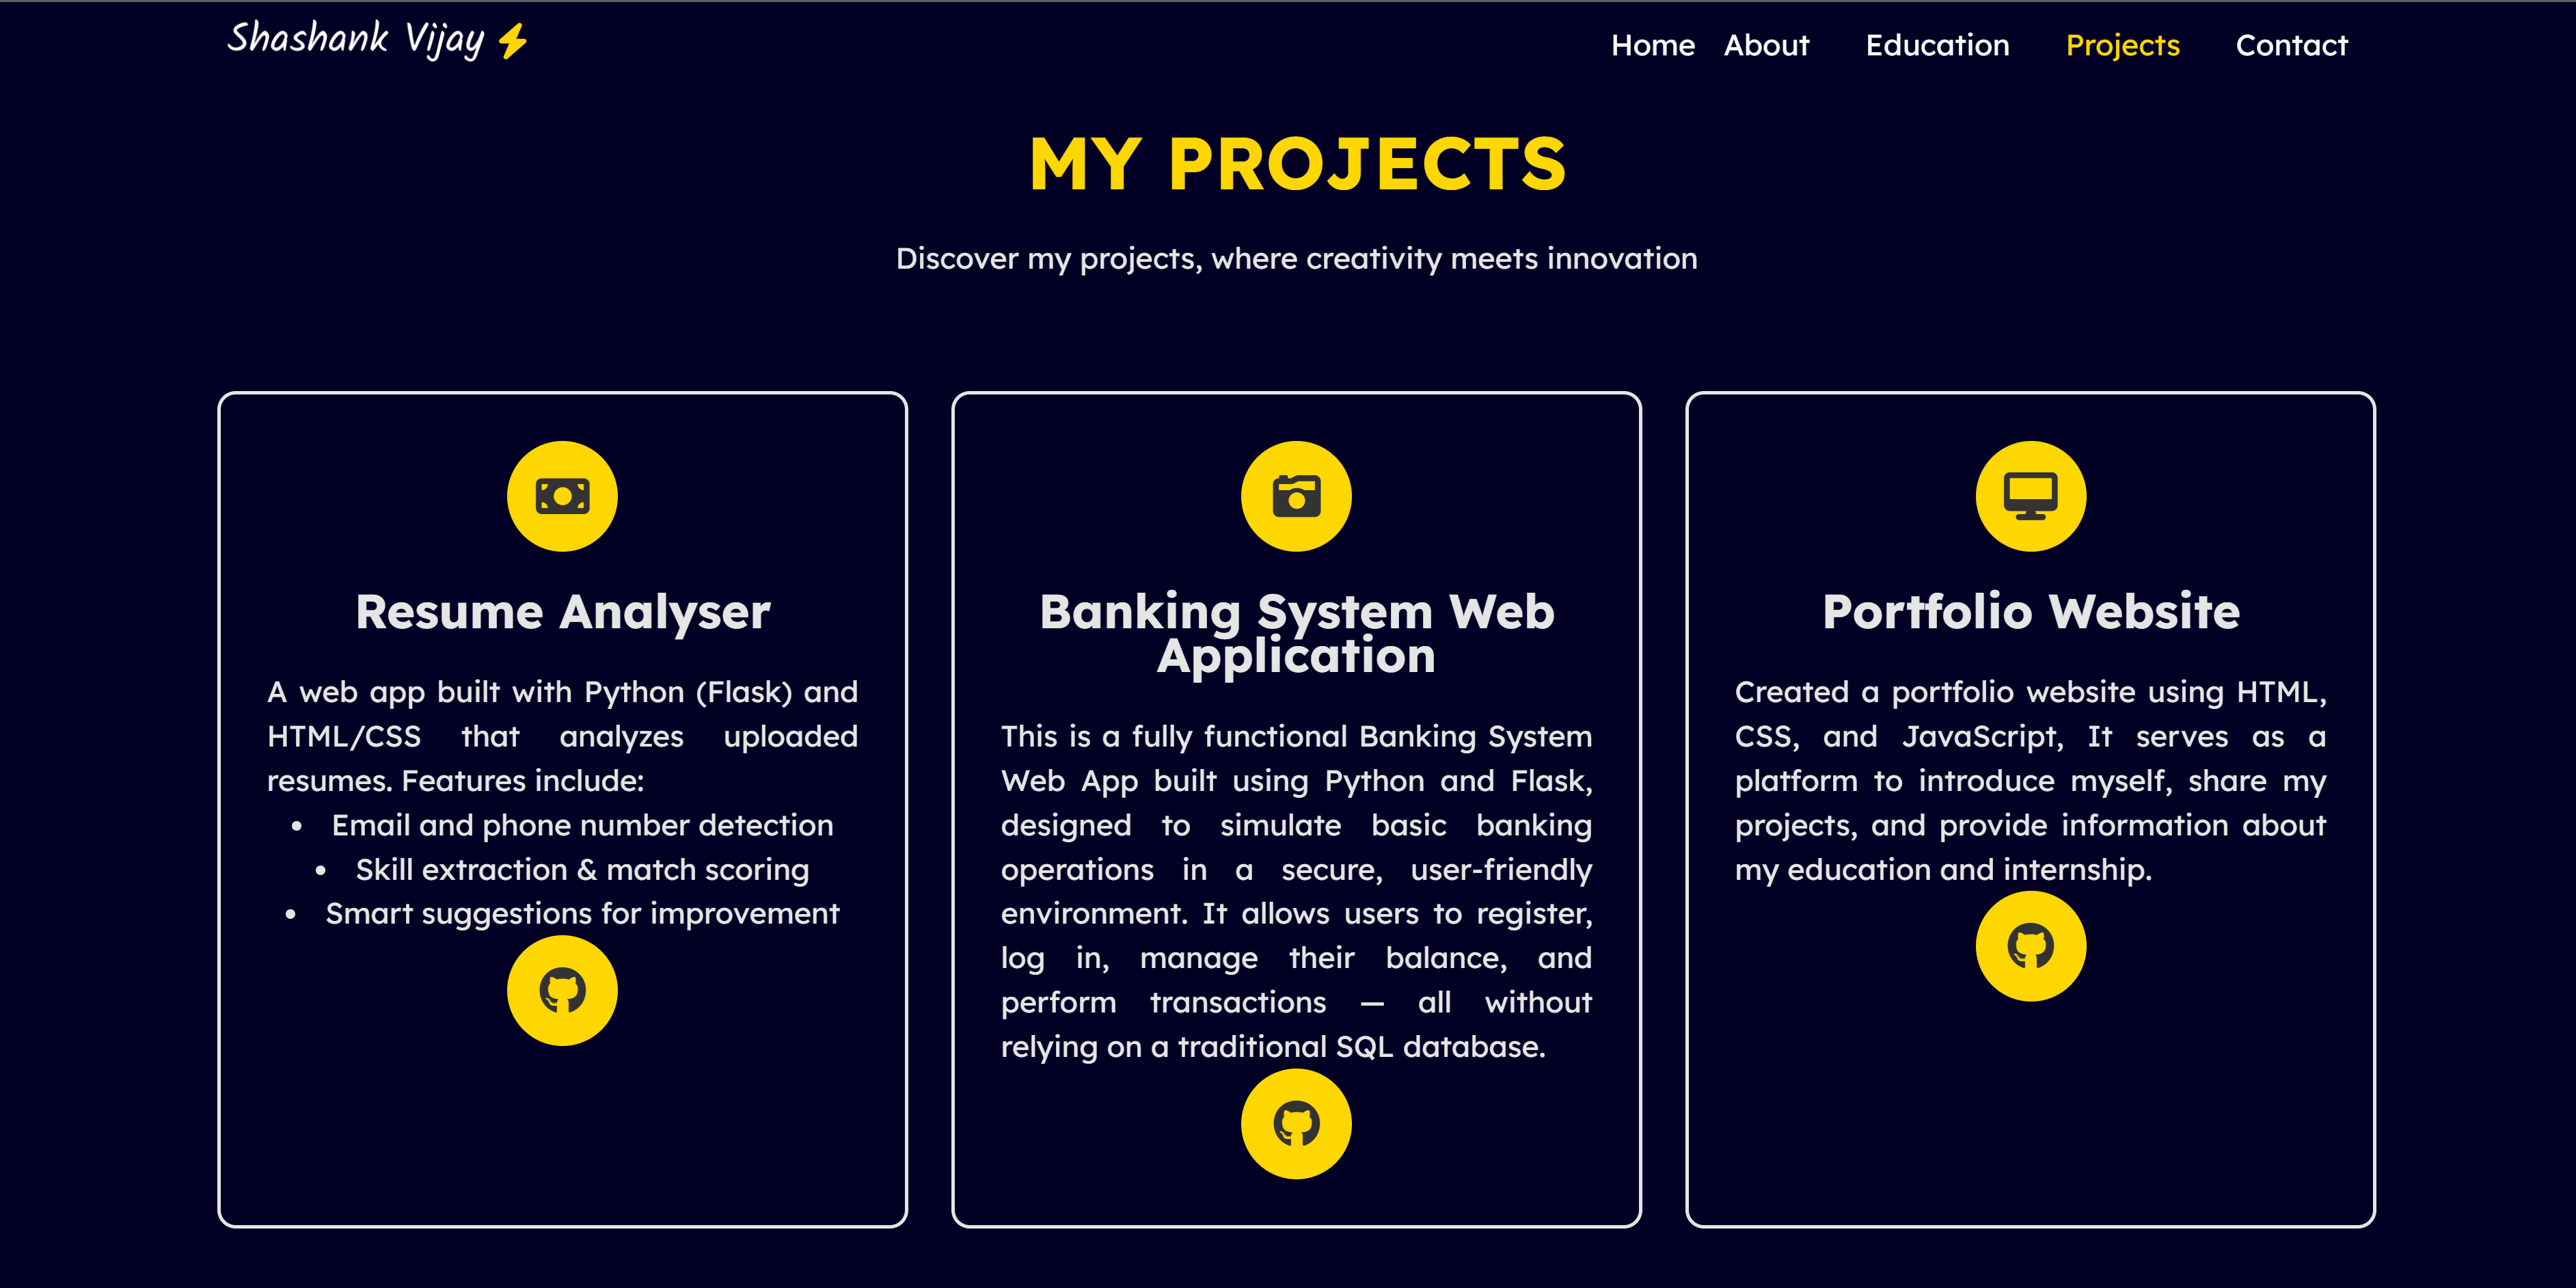 Shashank Vijay
Home About Education Projects Contact
MY PROJECTS
Discover my projects, where creativity meets innovation
Resume Analyser
A web app built with Python (Flask) and
HTML/CSS that analyzes uploaded
resumes. Features include:
• Email and phone number detection
• Skill extraction & match scoring
• Smart suggestions for improvement
Banking System Web
Application
This is a fully functional Banking System
Web App built using Python and Flask,
designed to simulate basic banking
operations in a secure, user-friendly
environment. It allows users to register,
log in, manage their balance, and
perform transactions — all without
relying on a traditional SQL database.
Portfolio Website
Created a portfolio website using HTML,
CSS, and JavaScript, It serves as a
platform to introduce myself, share my
projects, and provide information about
my education and internship.